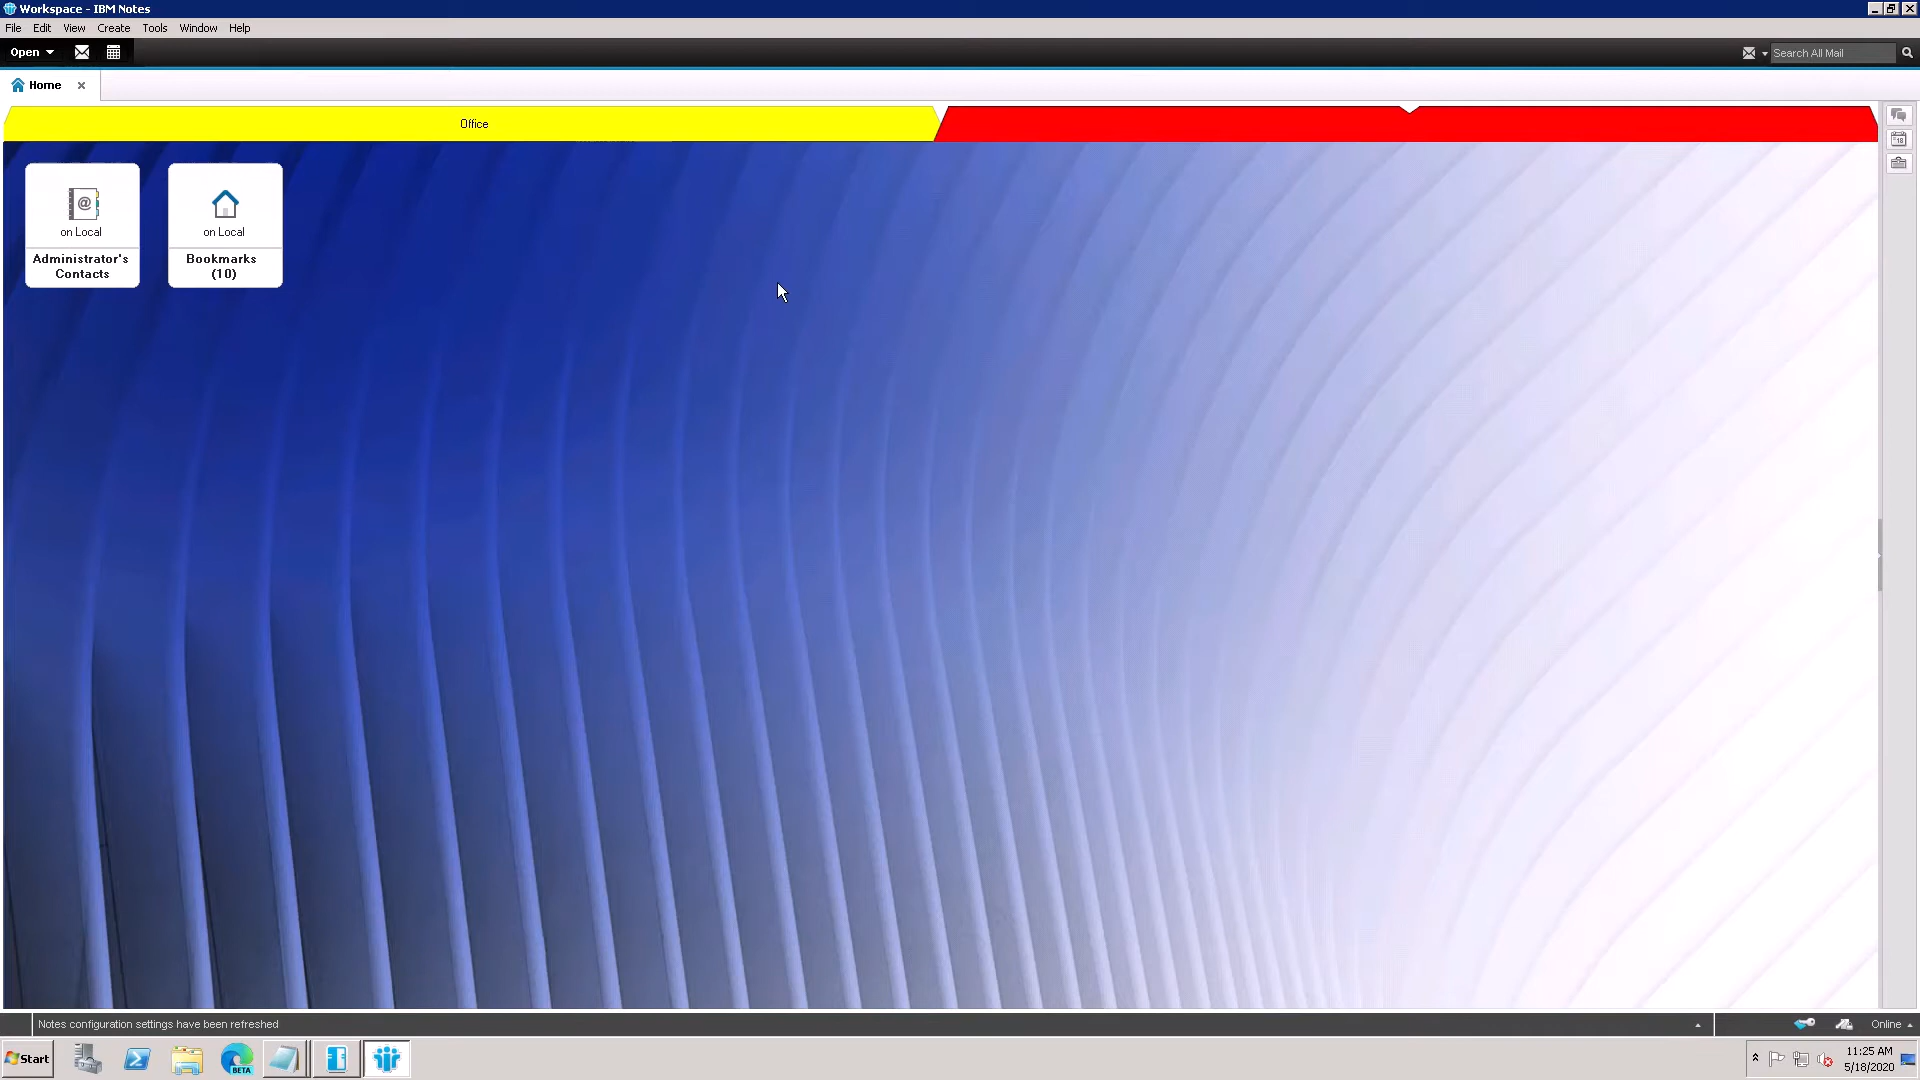 Workspace - IBM Notes
File Edit View Create Tools Window Help
Open
Search All Mail
Home
Office
on Local
Administrator's
Contacts
on Local
Bookmarks
(10)
18
Notes configuration settings have been refreshed
Online
Start
BETA
11:25 AM
5/18/2020